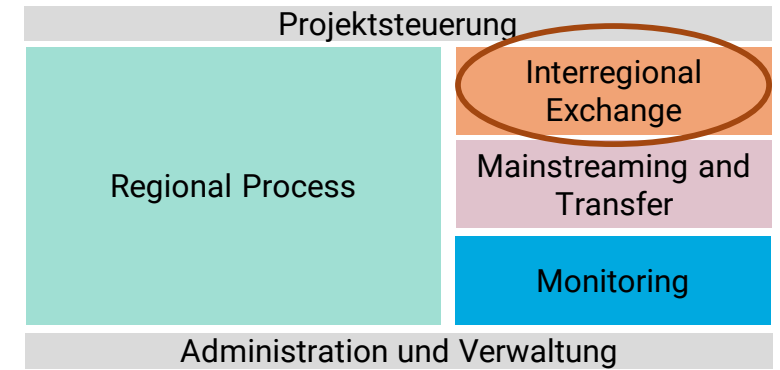 Projektsteuerung
Regional Process
Interregional
Exchange
Mainstreaming and
Transfer
Monitoring
Administration und Verwaltung